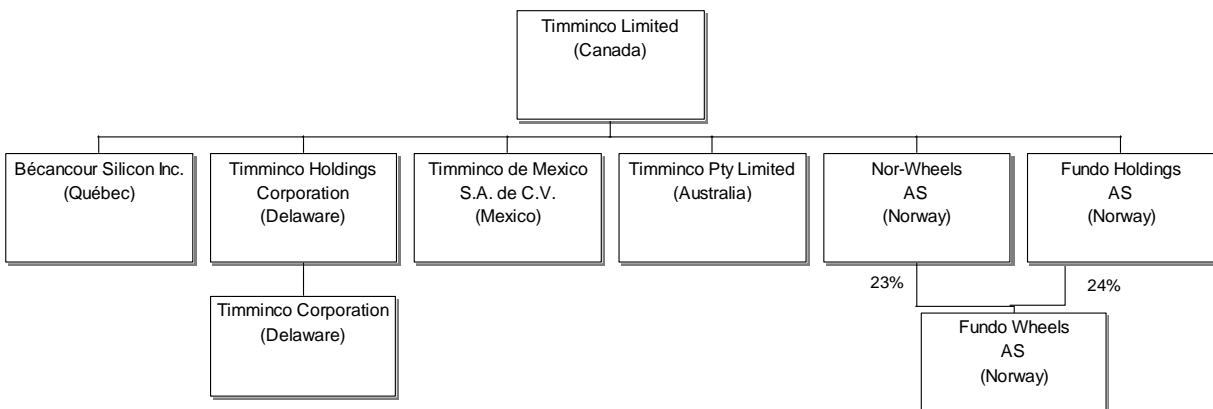 Timminco Limited
(Canada)
Bécancour Silicon Inc.
(Québec)
Timminco Holdings
Corporation
(Delaware)
Timminco de Mexico
S.A. de C.V.
(Mexico)
Timminco Pty Limited
(Australia)
Nor-Wheels
AS
(Norway)
Fundo Holdings
AS
(Norway)
23%
24%
Timminco Corporation
(Delaware)
Fundo Wheels
AS
(Norway)